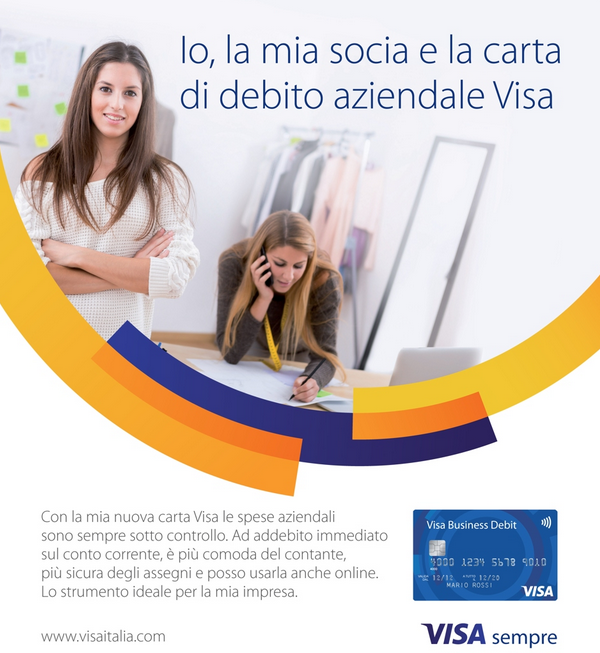 Io, la mia socia e la carta
di debito aziendale Visa
Con la mia nuova carta Visa le spese aziendali
sono sempre sotto controllo. Ad addebito immediato
sul conto corrente, è più comoda del contante,
più sicura degli assegni e posso usarla anche online.
Lo strumento ideale per la mia impresa.
Visa Business Debit
4000 1234 5678 9010
12/12 12/20
MARIO ROSSI
VISA
www.visaitalia.com
VISA sempre